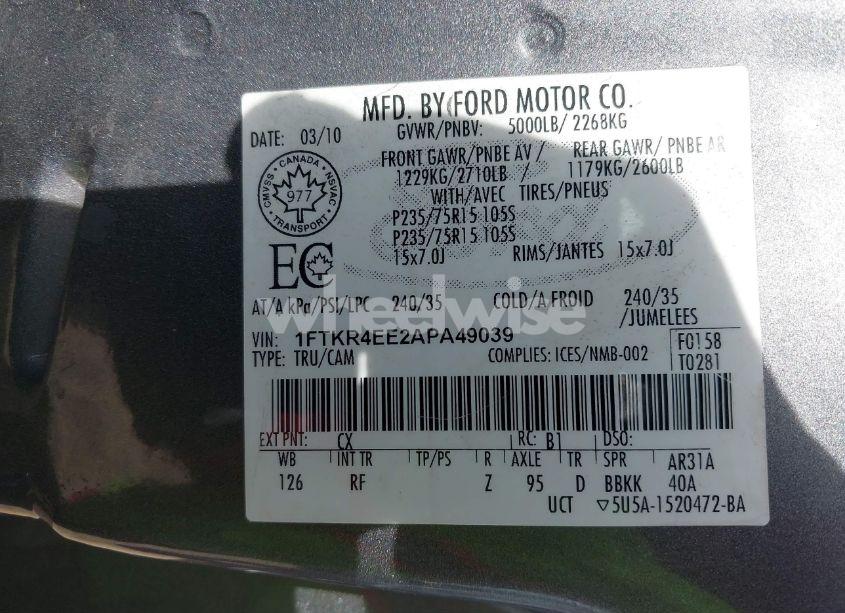 MFD. BY FORD MOTOR CO.
DATE: 03/10 GVWR/PNBV: 5000LB/ 2268KG
FRONT GAWR/PNBE AV / REAR GAWR/ PNBE AR
1229KG/2710LB / 1179KG/2600LB
WITH/AVEC TIRES/PNEUS
P235/75R15 105S
P235/75R15 105S
15x7.0J RIMS/JANTES 15x7.0J
CMVSS · CANADA · NSVAC
977
TRANSPORT
EC
AT/A kPa/PSI/LPC 240/35 COLD/A FROID 240/35
/JUMELEES
wheelwise
VIN: 1FTKR4EE2APA49039
F0158
TYPE: TRU/CAM COMPLIES: ICES/NMB-002
T0281
EXT PNT: CX RC: B1 DSO:
WB INT TR TP/PS R AXLE TR SPR AR31A
126 RF Z 95 D BBKK 40A
UCT ▽5U5A-1520472-BA